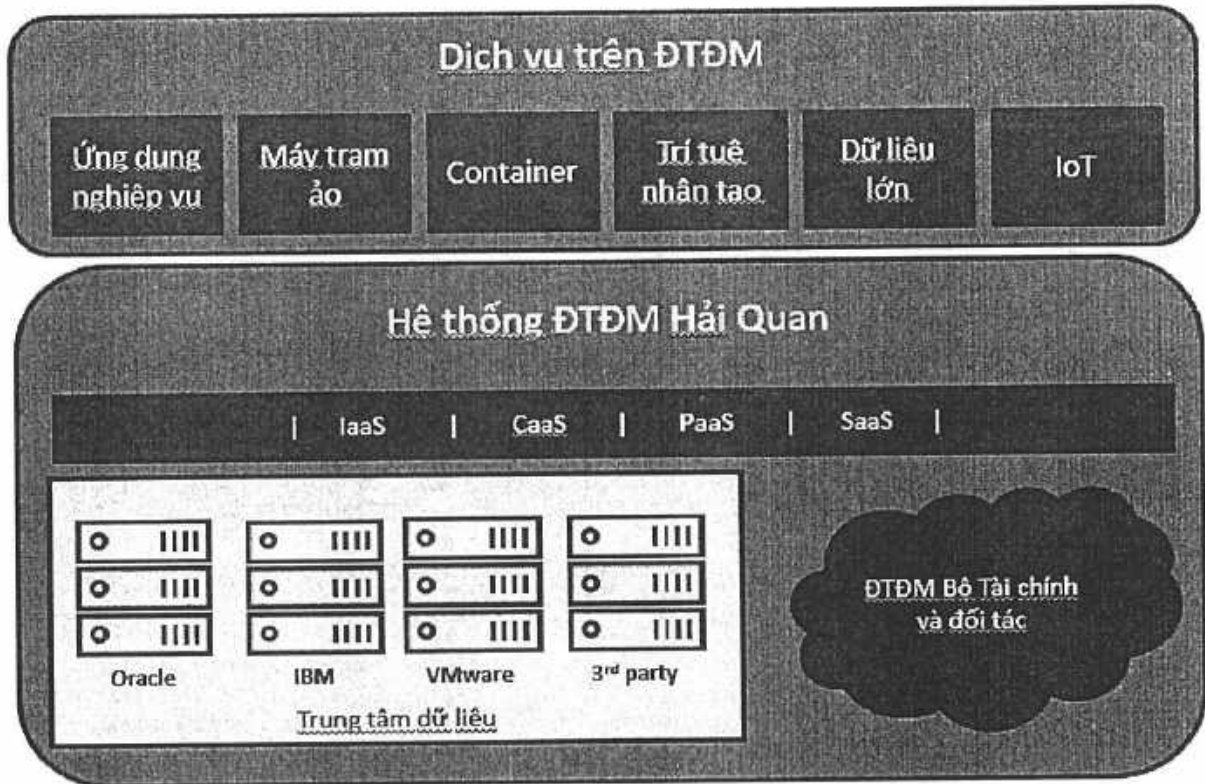 Dịch vụ trên ĐTĐM
Ứng dụng
nghiệp vụ
Máy trạm
ảo
Container
Trí tuệ
nhân tạo
Dữ liệu
lớn
IoT
Hệ thống ĐTĐM Hải Quan
| IaaS | CaaS | PaaS | SaaS |
Oracle
IBM
VMware
3rd party
Trung tâm dữ liệu
ĐTĐM Bộ Tài chính
và đối tác